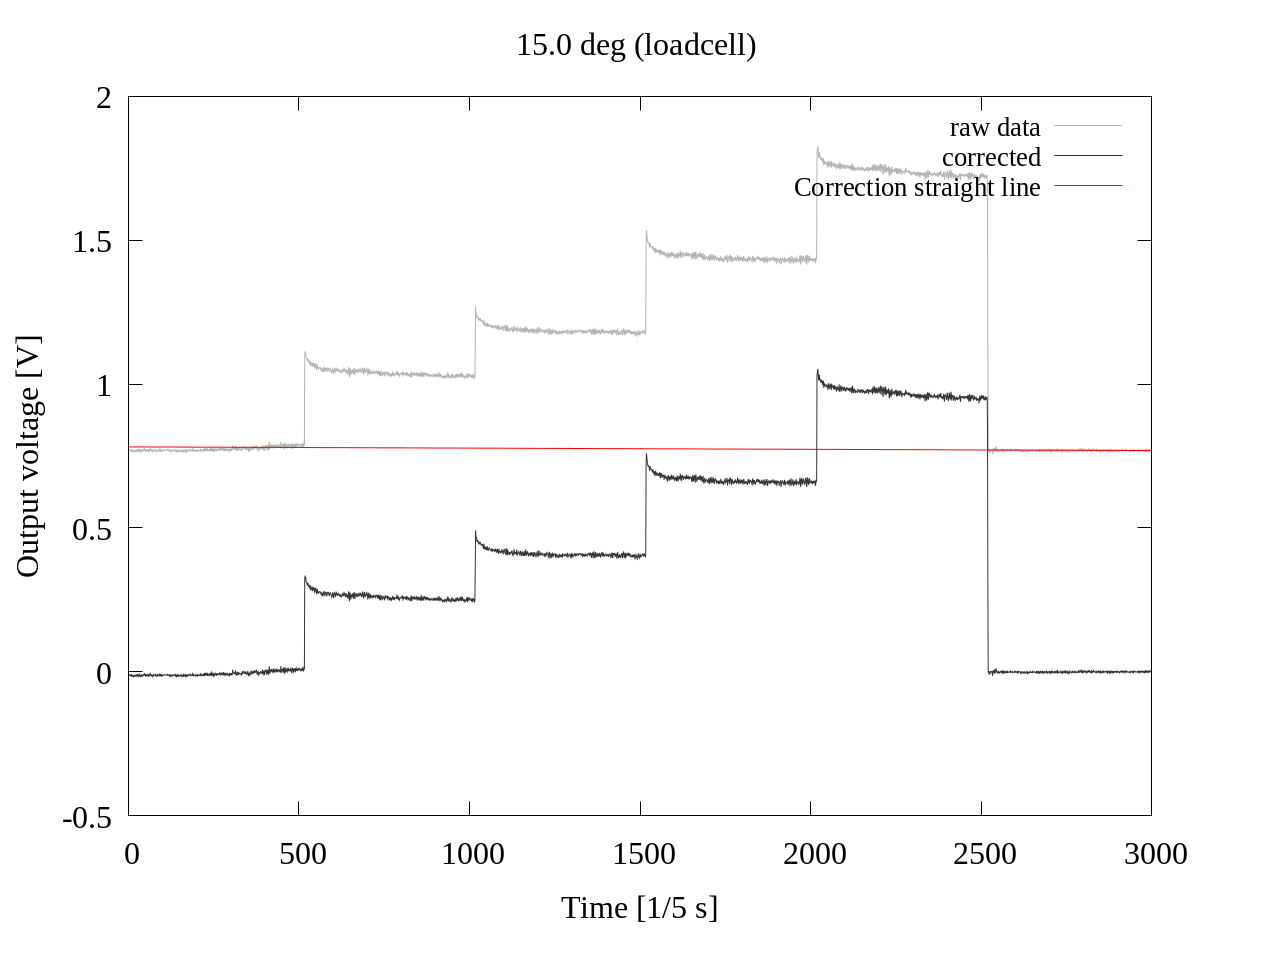 15.0 deg (loadcell)
raw data
corrected
Correction straight line
Output voltage [V]
2
1.5
1
0.5
0
-0.5
0 500 1000 1500 2000 2500 3000
Time [1/5 s]